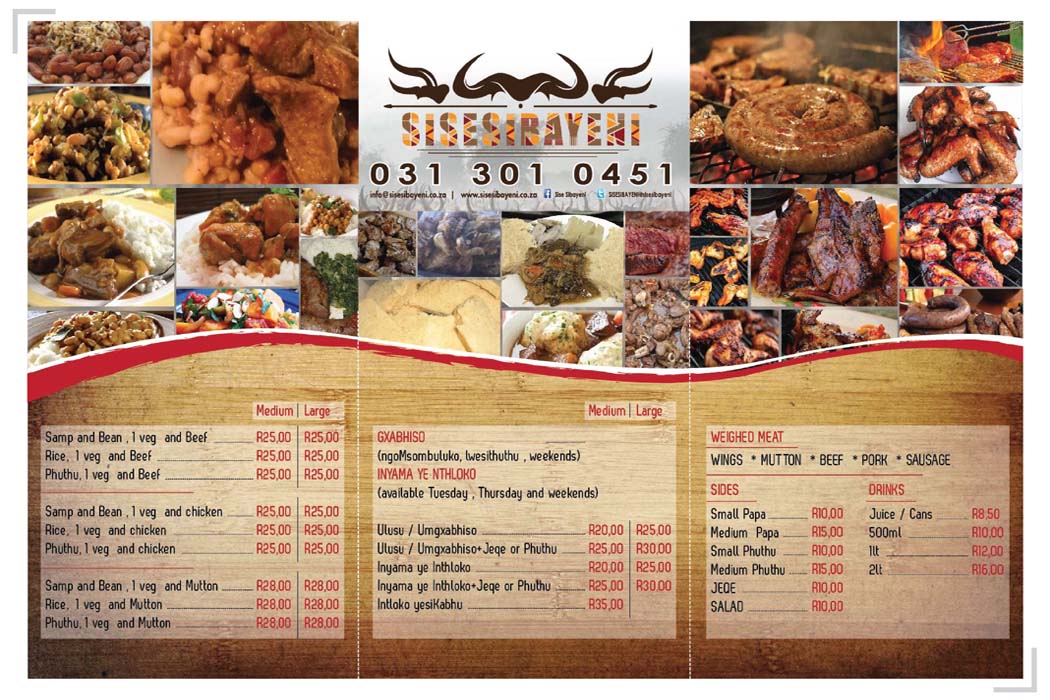 SISESIBAYENI
031 301 0451
info@sisesibayeni.co.za | www.sisesibayeni.co.za Sise Sibayeni SISESIBAYENI@sisesibayeni
Medium Large
Samp and Bean , 1 veg and Beef R25,00 R25,00
Rice, 1 veg and Beef R25,00 R25,00
Phuthu, 1 veg and Beef R25,00 R25,00
Samp and Bean , 1 veg and chicken R25,00 R25,00
Rice, 1 veg and chicken R25,00 R25,00
Phuthu, 1 veg and chicken R25,00 R25,00
Samp and Bean , 1 veg and Mutton R28,00 R28,00
Rice, 1 veg and Mutton R28,00 R28,00
Phuthu, 1 veg and Mutton R28,00 R28,00
Medium Large
GXABHISO
(ngoMsombuluko, lwesithuthu , weekends)
INYAMA YE NTHLOKO
(available Tuesday , Thursday and weekends)
Ulusu / Umgxabhiso R20,00 R25,00
Ulusu / Umgxabhiso+Jeqe or Phuthu R25,00 R30,00
Inyama ye Inthloko R20,00 R25,00
Inyama ye Inthloko+Jeqe or Phuthu R25,00 R30,00
Intloko yesiKabhu R35,00
WEIGHED MEAT
WINGS * MUTTON * BEEF * PORK * SAUSAGE
SIDES
Small Papa R10,00
Medium Papa R15,00
Small Phuthu R10,00
Medium Phuthu R15,00
JEQE R10,00
SALAD R10,00
DRINKS
Juice / Cans R8,50
500ml R10,00
1lt R12,00
2lt R16,00